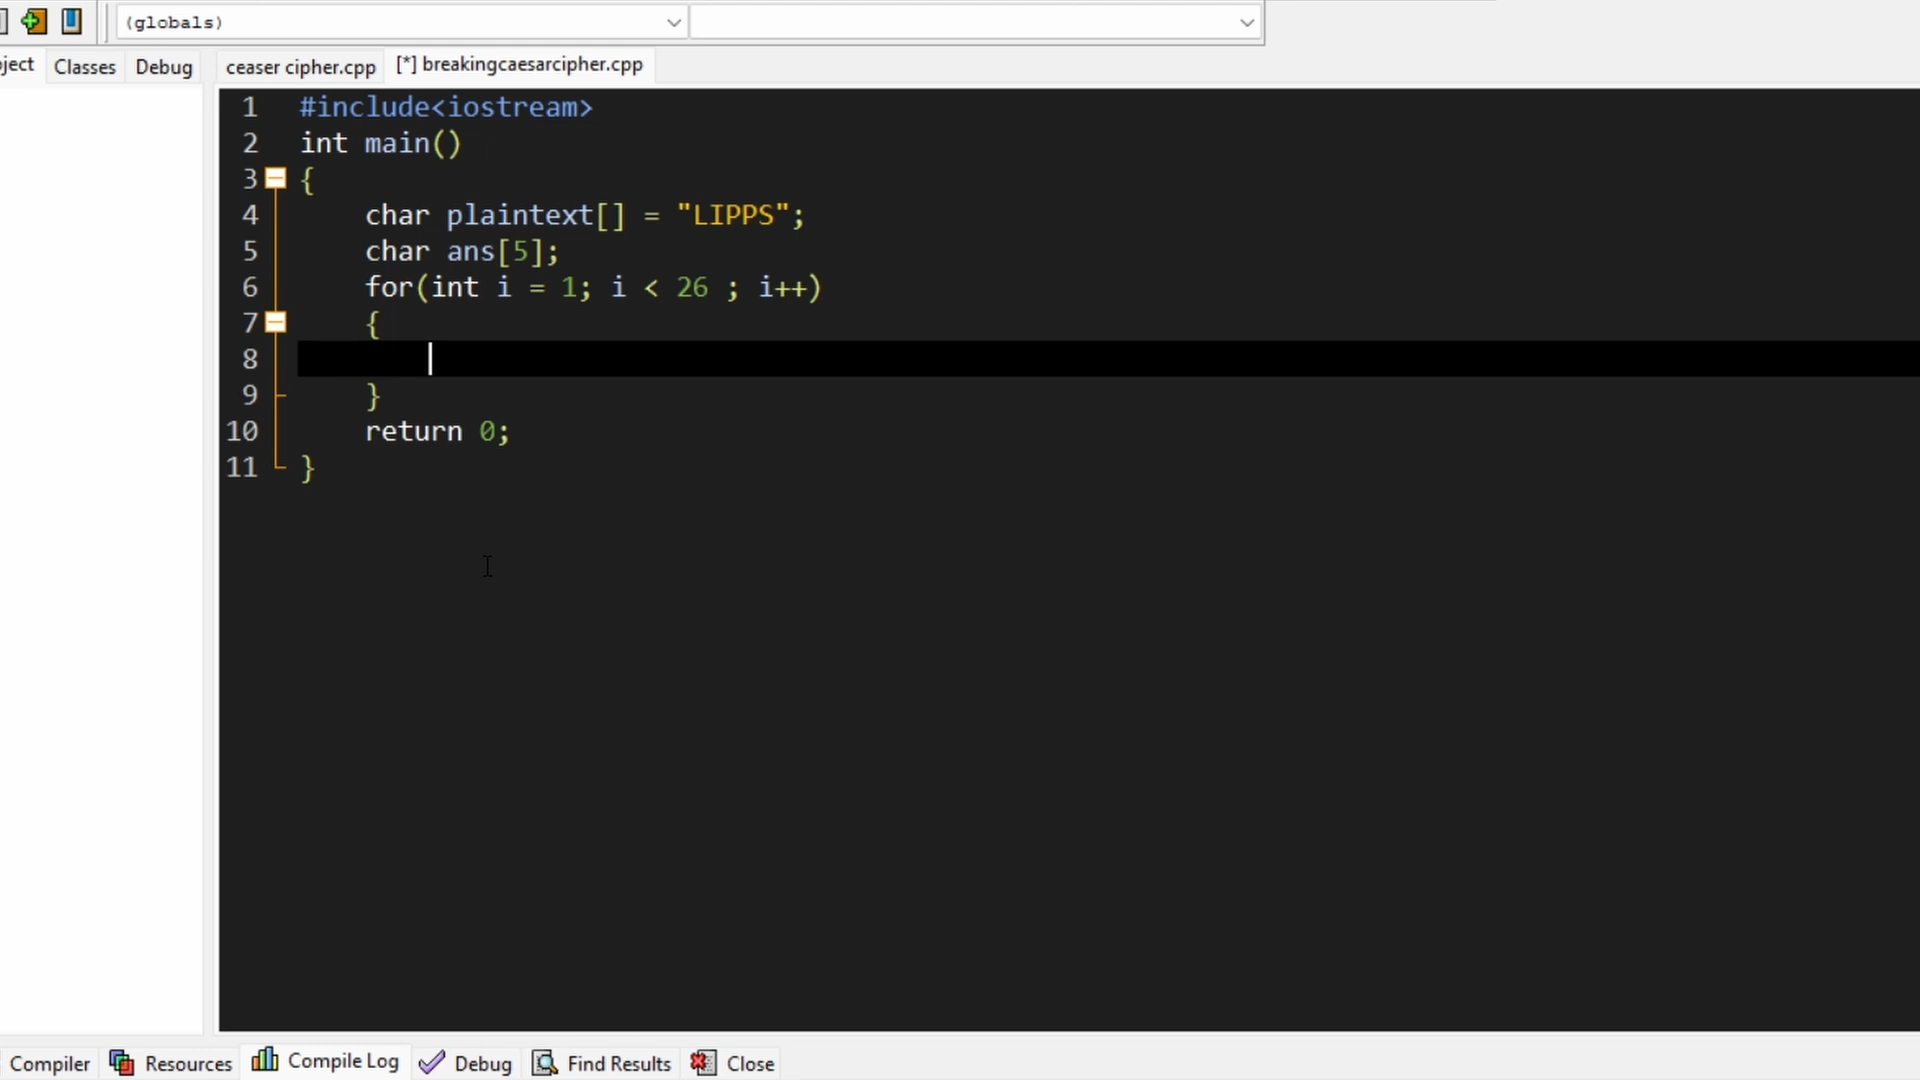 (globals)
ject Classes Debug ceaser cipher.cpp [*] breakingcaesarcipher.cpp
1 #include<iostream>
2 int main()
3 {
4 char plaintext[] = "LIPPS";
5 char ans[5];
6 for(int i = 1; i < 26 ; i++)
7 {
8
9 }
10 return 0;
11 }
Compiler Resources Compile Log Debug Find Results Close